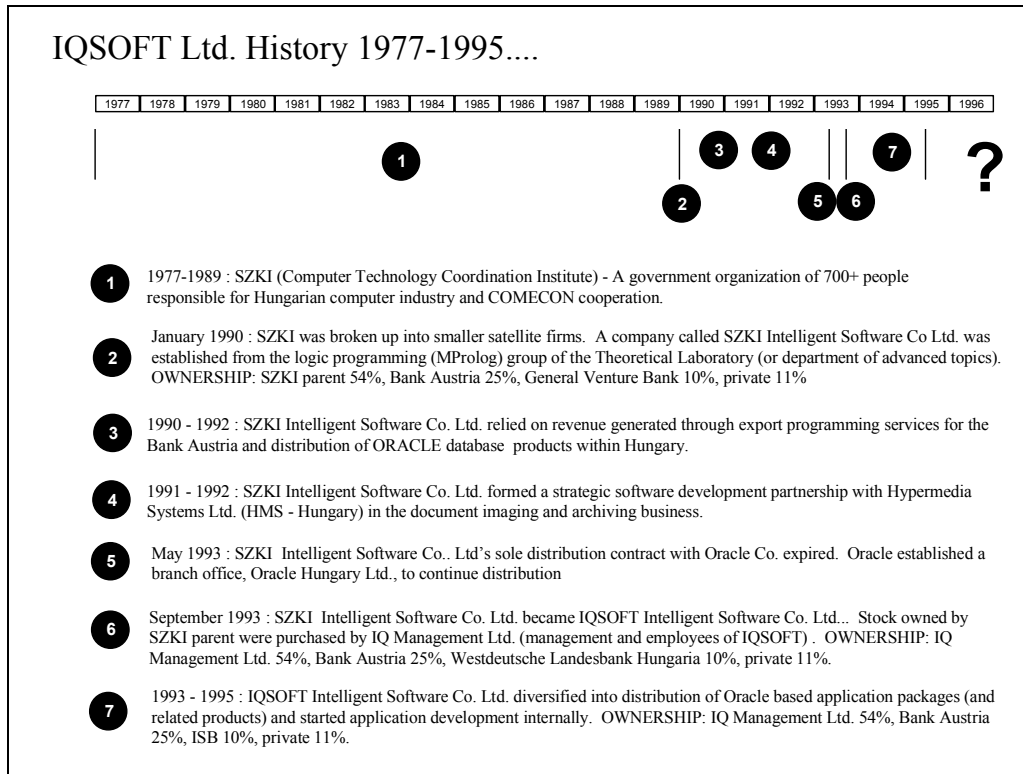 IQSOFT Ltd. History 1977-1995....
1977 1978 1979 1980 1981 1982 1983 1984 1985 1986 1987 1988 1989 1990 1991 1992 1993 1994 1995 1996
1 3 4 7 ?
2 5 6
1 1977-1989 : SZKI (Computer Technology Coordination Institute) - A government organization of 700+ people
responsible for Hungarian computer industry and COMECON cooperation.
January 1990 : SZKI was broken up into smaller satellite firms.  A company called SZKI Intelligent Software Co Ltd. was
2 established from the logic programming (MProlog) group of the Theoretical Laboratory (or department of advanced topics).
OWNERSHIP: SZKI parent 54%, Bank Austria 25%, General Venture Bank 10%, private 11%
3 1990 - 1992 : SZKI Intelligent Software Co. Ltd. relied on revenue generated through export programming services for the
Bank Austria and distribution of ORACLE database  products within Hungary.
4 1991 - 1992 : SZKI Intelligent Software Co. Ltd. formed a strategic software development partnership with Hypermedia
Systems Ltd. (HMS - Hungary) in the document imaging and archiving business.
5 May 1993 : SZKI  Intelligent Software Co.. Ltd's sole distribution contract with Oracle Co. expired.  Oracle established a
branch office, Oracle Hungary Ltd., to continue distribution
September 1993 : SZKI  Intelligent Software Co. Ltd. became IQSOFT Intelligent Software Co. Ltd...  Stock owned by
6 SZKI parent were purchased by IQ Management Ltd. (management and employees of IQSOFT) .  OWNERSHIP: IQ
Management Ltd. 54%, Bank Austria 25%, Westdeutsche Landesbank Hungaria 10%, private 11%.
1993 - 1995 : IQSOFT Intelligent Software Co. Ltd. diversified into distribution of Oracle based application packages (and
7 related products) and started application development internally.  OWNERSHIP: IQ Management Ltd. 54%, Bank Austria
25%, ISB 10%, private 11%.